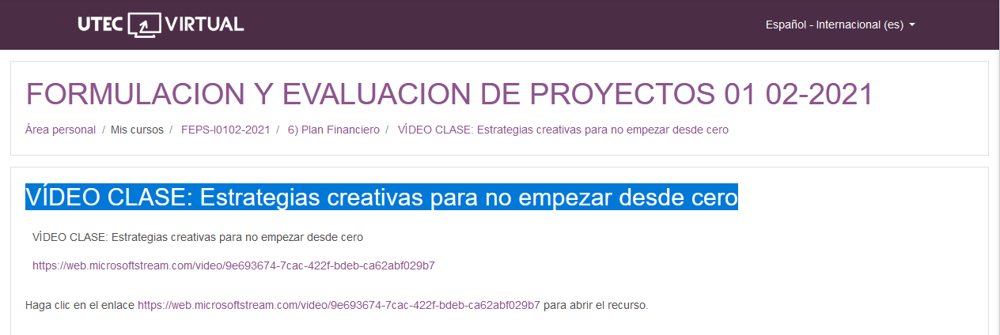 UTEC VIRTUAL
Español - Internacional (es)
FORMULACION Y EVALUACION DE PROYECTOS 01 02-2021
Área personal / Mis cursos / FEPS-I0102-2021 / 6) Plan Financiero / VÍDEO CLASE: Estrategias creativas para no empezar desde cero
VÍDEO CLASE: Estrategias creativas para no empezar desde cero
VÍDEO CLASE: Estrategias creativas para no empezar desde cero
https://web.microsoftstream.com/video/9e693674-7cac-422f-bdeb-ca62abf029b7
Haga clic en el enlace https://web.microsoftstream.com/video/9e693674-7cac-422f-bdeb-ca62abf029b7 para abrir el recurso.